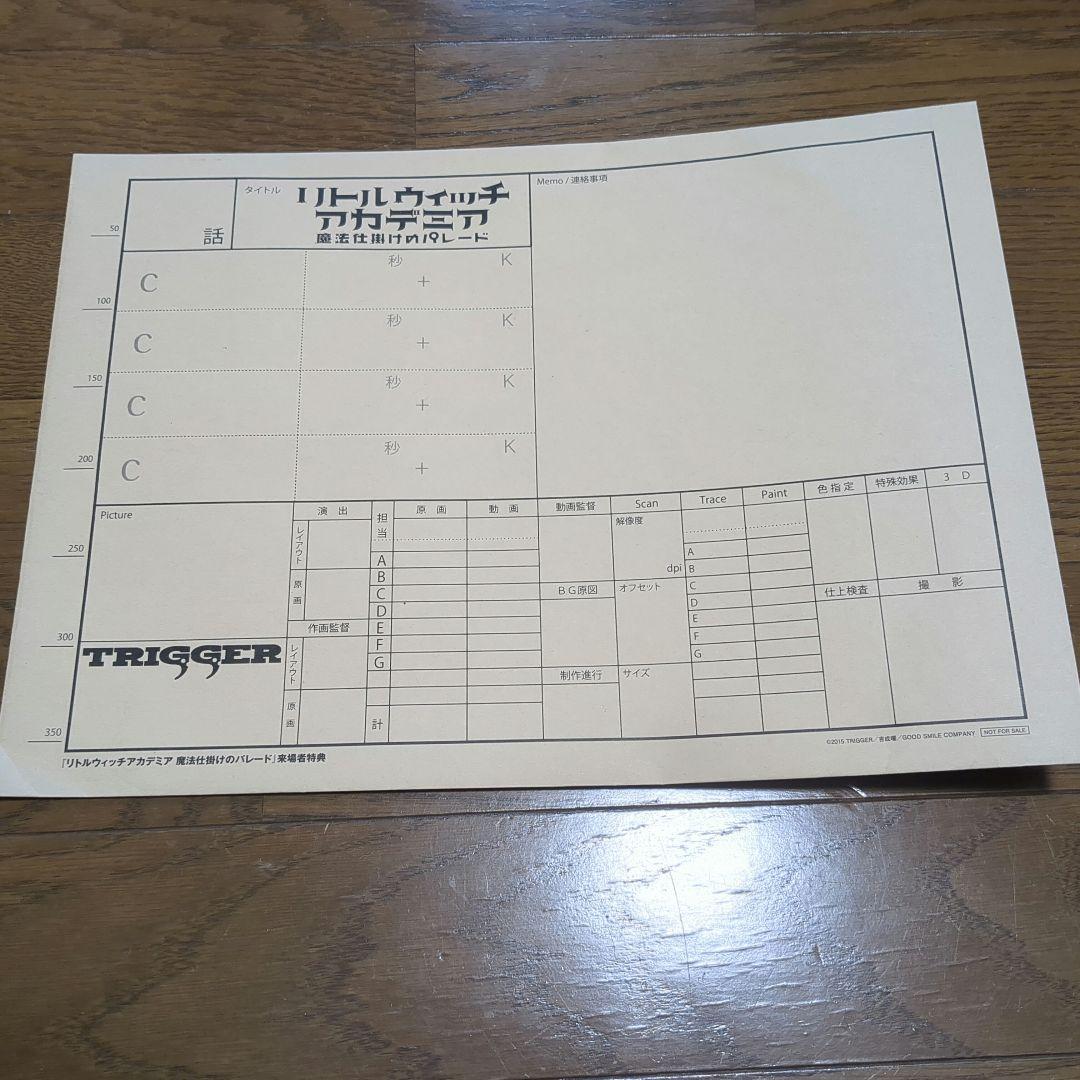 タイトル
リトルウィッチ
アカデミア
魔法仕掛けのパレード
話
Memo / 連絡事項
50
C 秒 + K
100
C 秒 + K
150
C 秒 + K
200
C 秒 + K
Picture
演出
レイアウト
原画
作画監督
レイアウト
原画
担当
原画
動画
A
B
C
D
E
F
G
計
動画監督
BG原図
制作進行
Scan
解像度
dpi
オフセット
サイズ
Trace
Paint
A
B
C
D
E
F
G
色指定
特殊効果
3D
仕上検査
撮影
250
300
TRIGGER
350
『リトルウィッチアカデミア 魔法仕掛けのパレード』来場者特典
©2015 TRIGGER/吉成曜/GOOD SMILE COMPANY
NOT FOR SALE